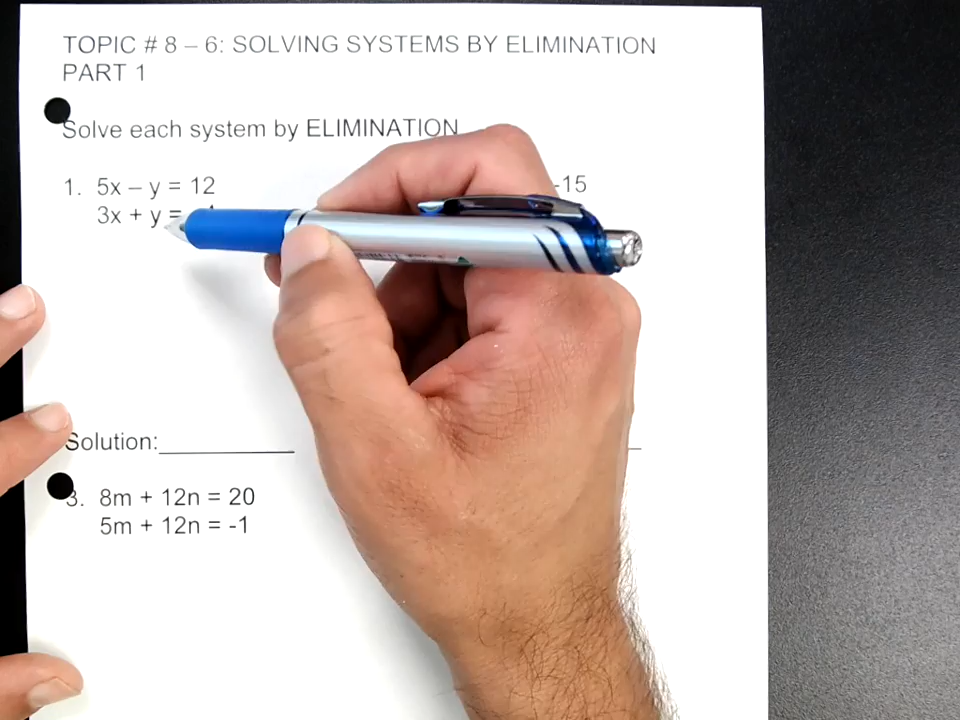 TOPIC # 8 – 6: SOLVING SYSTEMS BY ELIMINATION
PART 1
Solve each system by ELIMINATION
1. 5x – y = 12
-15
3x + y =
Solution:
3. 8m + 12n = 20
5m + 12n = -1